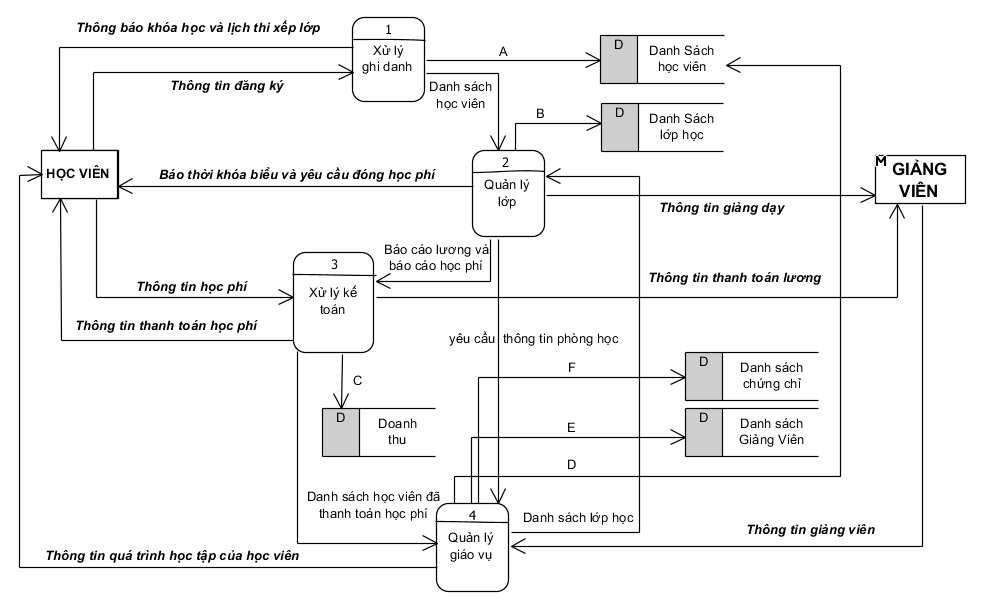 Thông báo khóa học và lịch thi xếp lớp
1
Xử lý
ghi danh
A
D
Danh Sách
học viên
Thông tin đăng ký
Danh sách
học viên
B
D
Danh Sách
lớp học
HỌC VIÊN
Báo thời khóa biểu và yêu cầu đóng học phí
2
Quản lý
lớp
Thông tin giảng dạy
M
GIẢNG
VIÊN
Báo cáo lương và
báo cáo học phí
3
Xử lý kế
toán
Thông tin học phí
Thông tin thanh toán lương
Thông tin thanh toán học phí
yêu cầu thông tin phòng học
C
D
Doanh
thu
F
D
Danh sách
chứng chỉ
E
D
Danh sách
Giảng Viên
D
Danh sách học viên đã
thanh toán học phí
4
Quản lý
giáo vụ
Danh sách lớp học
Thông tin giảng viên
Thông tin quá trình học tập của học viên